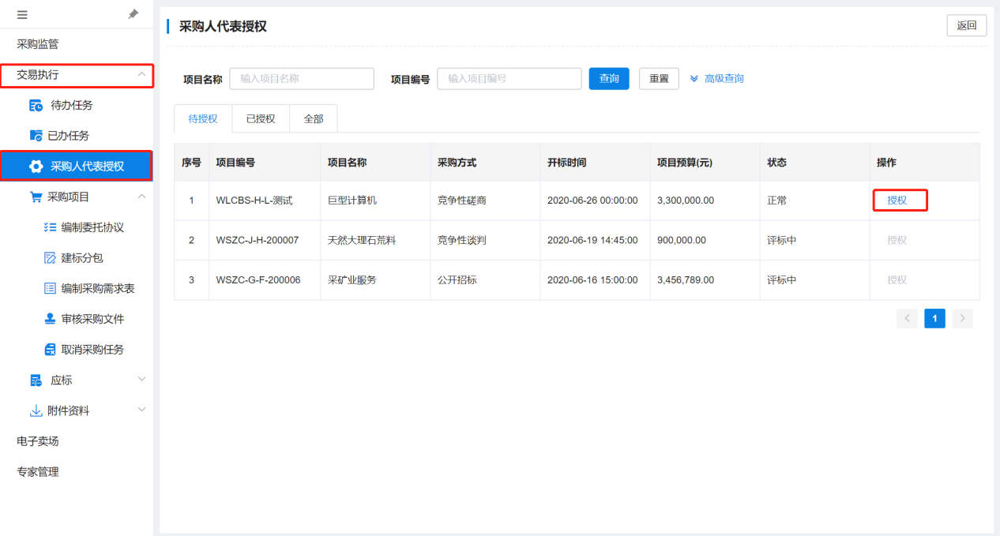 采购监管
交易执行
待办任务
已办任务
采购人代表授权
采购项目
编制委托协议
建标分包
编制采购需求表
审核采购文件
取消采购任务
应标
附件资料
电子卖场
专家管理
采购人代表授权 返回
项目名称 输入项目名称 项目编号 输入项目编号 查询 重置 高级查询
待授权 已授权 全部
序号 项目编号 项目名称 采购方式 开标时间 项目预算(元) 状态 操作
1 WLCBS-H-L-测试 巨型计算机 竞争性磋商 2020-06-26 00:00:00 3,300,000.00 正常 授权
2 WSZC-J-H-200007 天然大理石荒料 竞争性谈判 2020-06-19 14:45:00 900,000.00 评标中 授权
3 WSZC-G-F-200006 采矿业服务 公开招标 2020-06-16 15:00:00 3,456,789.00 评标中 授权
1